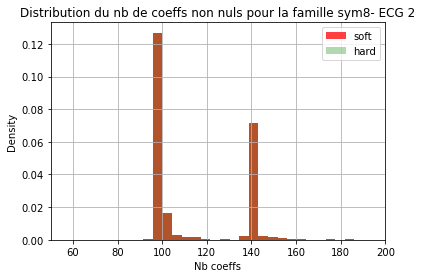 Distribution du nb de coeffs non nuls pour la famille sym8- ECG 2
soft
hard
0.12
0.10
0.08
0.06
0.04
0.02
0.00
Density
60 80 100 120 140 160 180 200
Nb coeffs